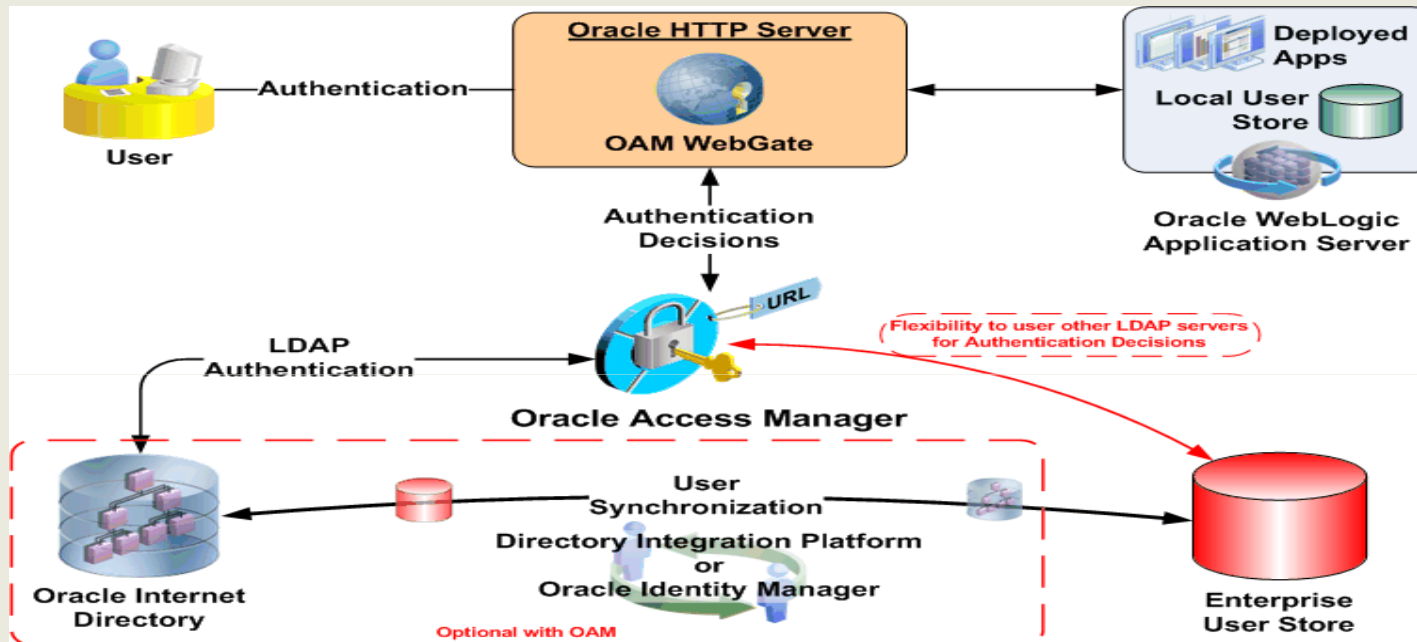 Oracle HTTP Server
OAM WebGate
User
Authentication
Deployed
Apps
Local User
Store
Oracle WebLogic
Application Server
Authentication
Decisions
URL
Flexibility to user other LDAP servers
for Authentication Decisions
LDAP
Authentication
Oracle Access Manager
User
Synchronization
Directory Integration Platform
or
Oracle Identity Manager
Oracle Internet
Directory
Optional with OAM
Enterprise
User Store